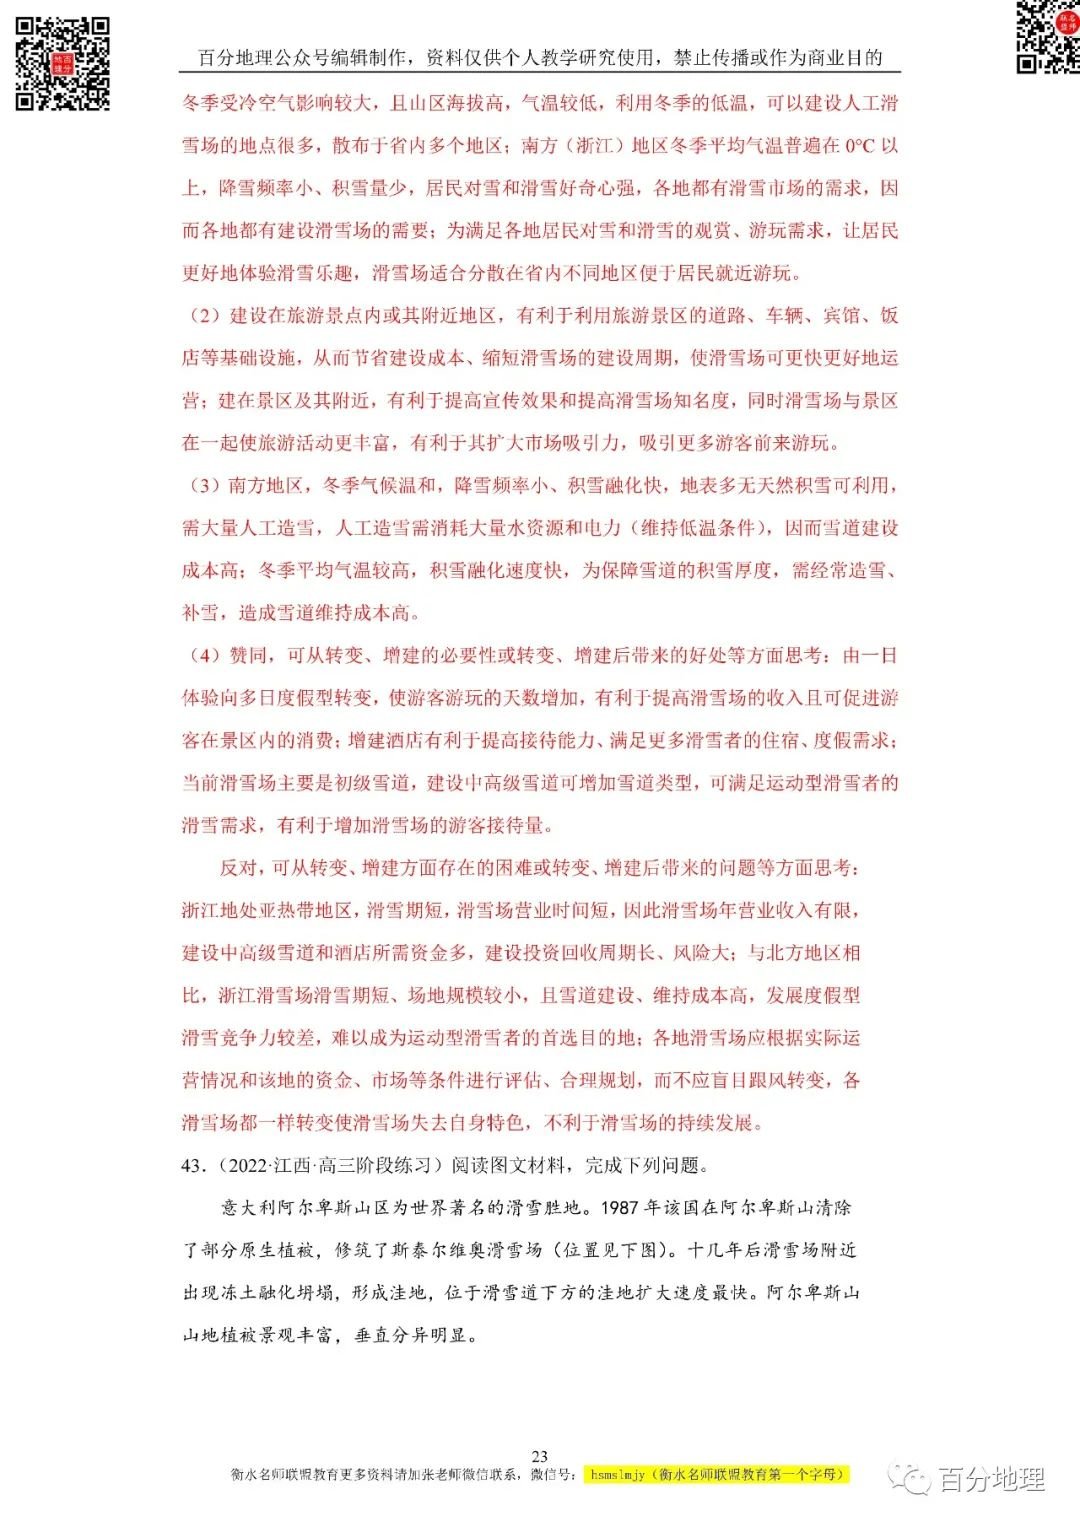 百分地理公众号编辑制作，资料仅供个人教学研究使用，禁止传播或作为商业目的
冬季受冷空气影响较大，且山区海拔高，气温较低，利用冬季的低温，可以建设人工滑
雪场的地点很多，散布于省内多个地区；南方（浙江）地区冬季平均气温普遍在 0°C 以
上，降雪频率小、积雪量少，居民对雪和滑雪好奇心强，各地都有滑雪市场的需求，因
而各地都有建设滑雪场的需要；为满足各地居民对雪和滑雪的观赏、游玩需求，让居民
更好地体验滑雪乐趣，滑雪场适合分散在省内不同地区便于居民就近游玩。
（2）建设在旅游景点内或其附近地区，有利于利用旅游景区的道路、车辆、宾馆、饭
店等基础设施，从而节省建设成本、缩短滑雪场的建设周期，使滑雪场可更快更好地运
营；建在景区及其附近，有利于提高宣传效果和提高滑雪场知名度，同时滑雪场与景区
在一起使旅游活动更丰富，有利于其扩大市场吸引力，吸引更多游客前来游玩。
（3）南方地区，冬季气候温和，降雪频率小、积雪融化快，地表多无天然积雪可利用，
需大量人工造雪，人工造雪需消耗大量水资源和电力（维持低温条件），因而雪道建设
成本高；冬季平均气温较高，积雪融化速度快，为保障雪道的积雪厚度，需经常造雪、
补雪，造成雪道维持成本高。
（4）赞同，可从转变、增建的必要性或转变、增建后带来的好处等方面思考：由一日
体验向多日度假型转变，使游客游玩的天数增加，有利于提高滑雪场的收入且可促进游
客在景区内的消费；增建酒店有利于提高接待能力、满足更多滑雪者的住宿、度假需求；
当前滑雪场主要是初级雪道，建设中高级雪道可增加雪道类型，可满足运动型滑雪者的
滑雪需求，有利于增加滑雪场的游客接待量。
反对，可从转变、增建方面存在的困难或转变、增建后带来的问题等方面思考：
浙江地处亚热带地区，滑雪期短，滑雪场营业时间短，因此滑雪场年营业收入有限，
建设中高级雪道和酒店所需资金多，建设投资回收周期长、风险大；与北方地区相
比，浙江滑雪场滑雪期短、场地规模较小，且雪道建设、维持成本高，发展度假型
滑雪竞争力较差，难以成为运动型滑雪者的首选目的地；各地滑雪场应根据实际运
营情况和该地的资金、市场等条件进行评估、合理规划，而不应盲目跟风转变，各
滑雪场都一样转变使滑雪场失去自身特色，不利于滑雪场的持续发展。
43．（2022·江西·高三阶段练习）阅读图文材料，完成下列问题。
意大利阿尔卑斯山区为世界著名的滑雪胜地。1987 年该国在阿尔卑斯山清除
了部分原生植被，修筑了斯泰尔维奥滑雪场（位置见下图）。十几年后滑雪场附近
出现冻土融化坍塌，形成洼地，位于滑雪道下方的洼地扩大速度最快。阿尔卑斯山
山地植被景观丰富，垂直分异明显。
23
衡水名师联盟教育更多资料请加张老师微信联系，微信号： hsmslmjy（衡水名师联盟教育第一个字母）
百分地理